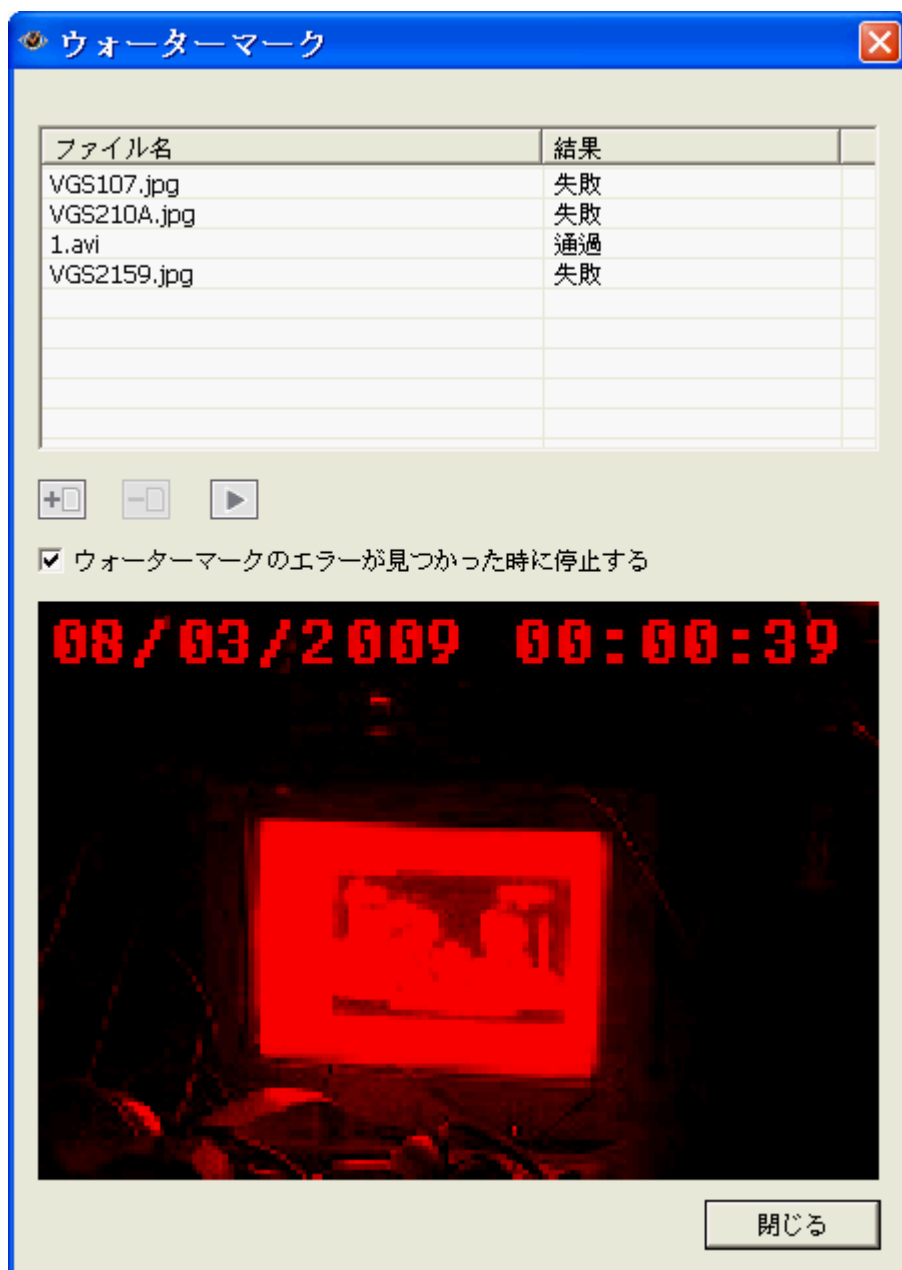 ウォーターマーク
ファイル名 結果
VGS107.jpg 失敗
VGS210A.jpg 失敗
1.avi 通過
VGS2159.jpg 失敗
ウォーターマークのエラーが見つかった時に停止する
08/03/2009 00:00:39
閉じる